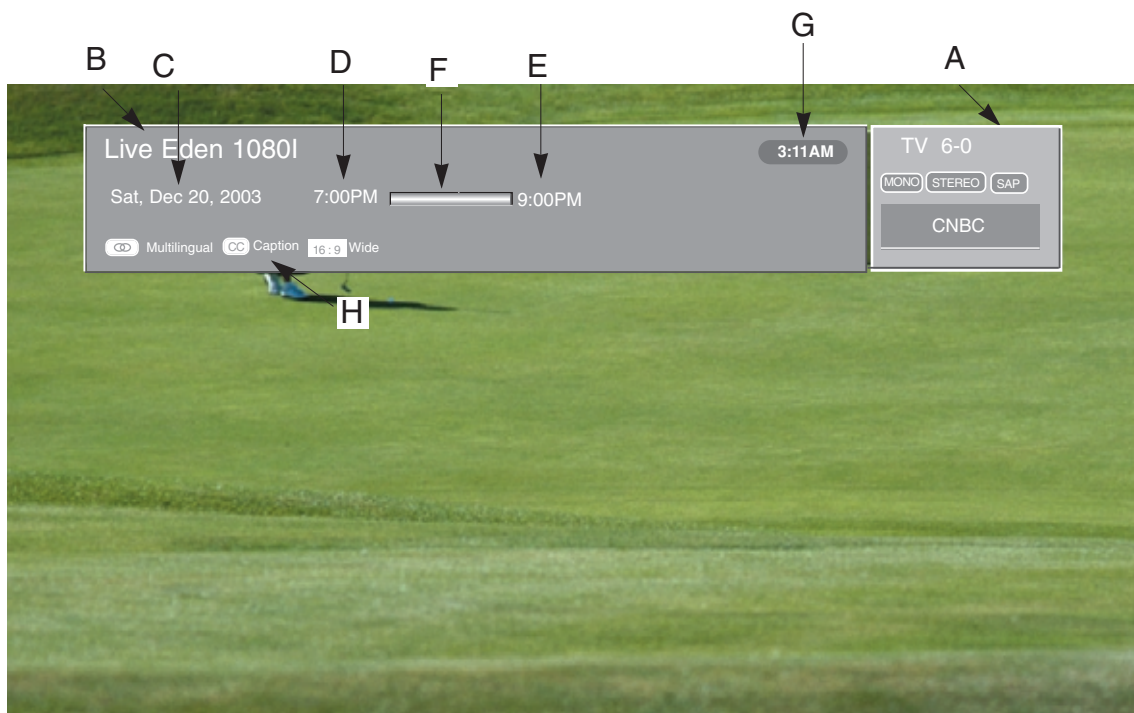 G
B C D F E A
Live Eden 1080I
3:11AM
TV 6-0
Sat, Dec 20, 2003 7:00PM 9:00PM
MONO STEREO SAP
CNBC
Multilingual CC Caption 16:9 Wide
H